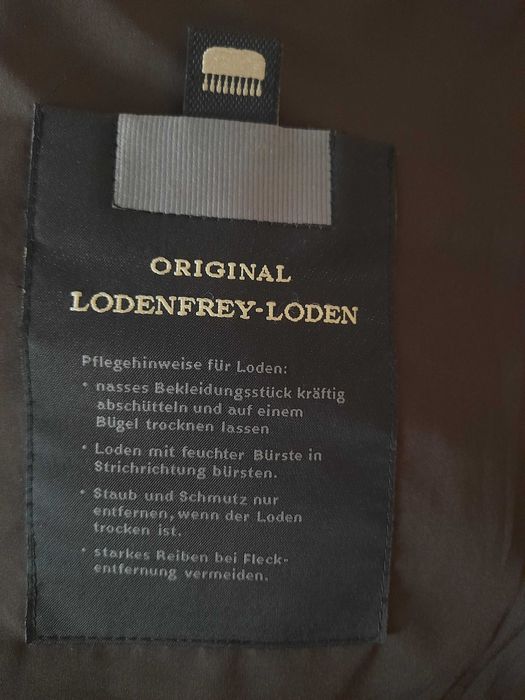 ORIGINAL
LODENFREY-LODEN
Pflegehinweise für Loden:
• nasses Bekleidungsstück kräftig
abschütteln und auf einem
Bügel trocknen lassen
• Loden mit feuchter Bürste in
Strichrichtung bürsten.
• Staub und Schmutz nur
entfernen, wenn der Loden
trocken ist.
• starkes Reiben bei Fleck-
entfernung vermeiden.